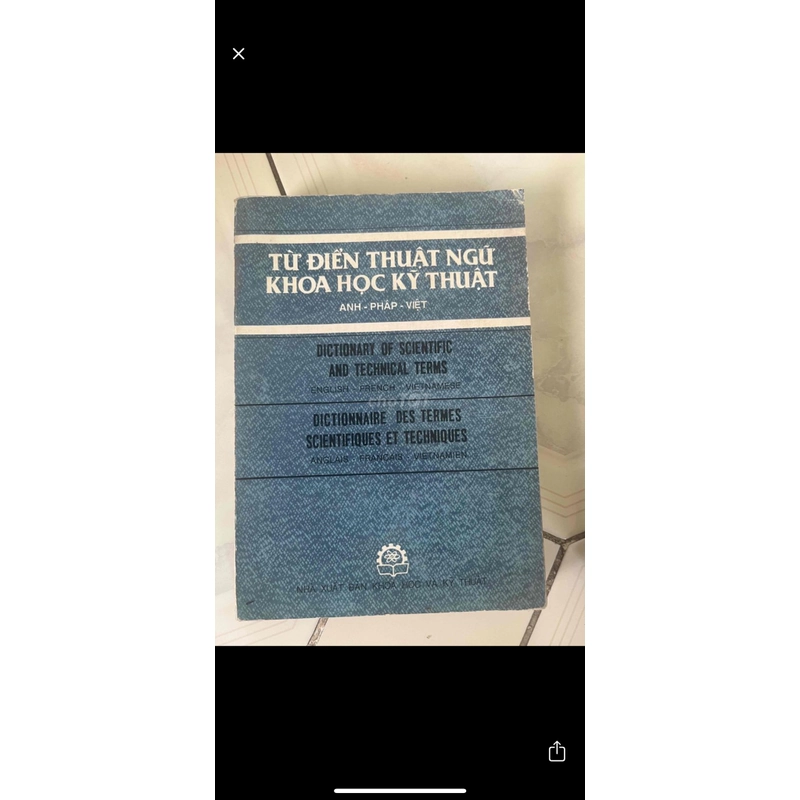 TỪ ĐIỂN THUẬT NGỮ
KHOA HỌC KỸ THUẬT
ANH - PHÁP - VIỆT
DICTIONARY OF SCIENTIFIC
AND TECHNICAL TERMS
ENGLISH - FRENCH - VIETNAMESE
DICTIONNAIRE DES TERMES
SCIENTIFIQUES ET TECHNIQUES
ANGLAIS - FRANCAIS - VIETNAMIEN
NHÀ XUẤT BẢN KHOA HỌC VÀ KỸ THUẬT